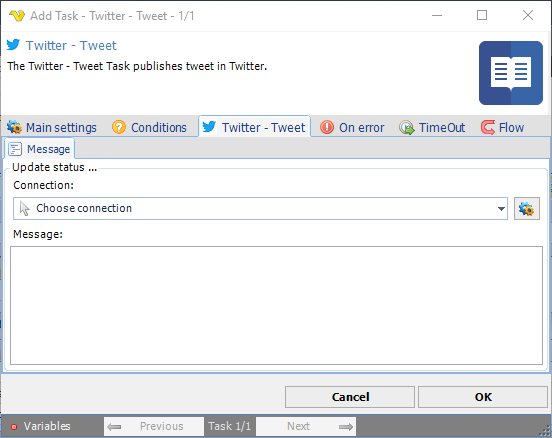 Add Task - Twitter - Tweet - 1/1
Twitter - Tweet
The Twitter - Tweet Task publishes tweet in Twitter.
Main settings Conditions Twitter - Tweet On error TimeOut Flow
Message
Update status ...
Connection:
Choose connection
Message:
Cancel OK
Variables Previous Task 1/1 Next